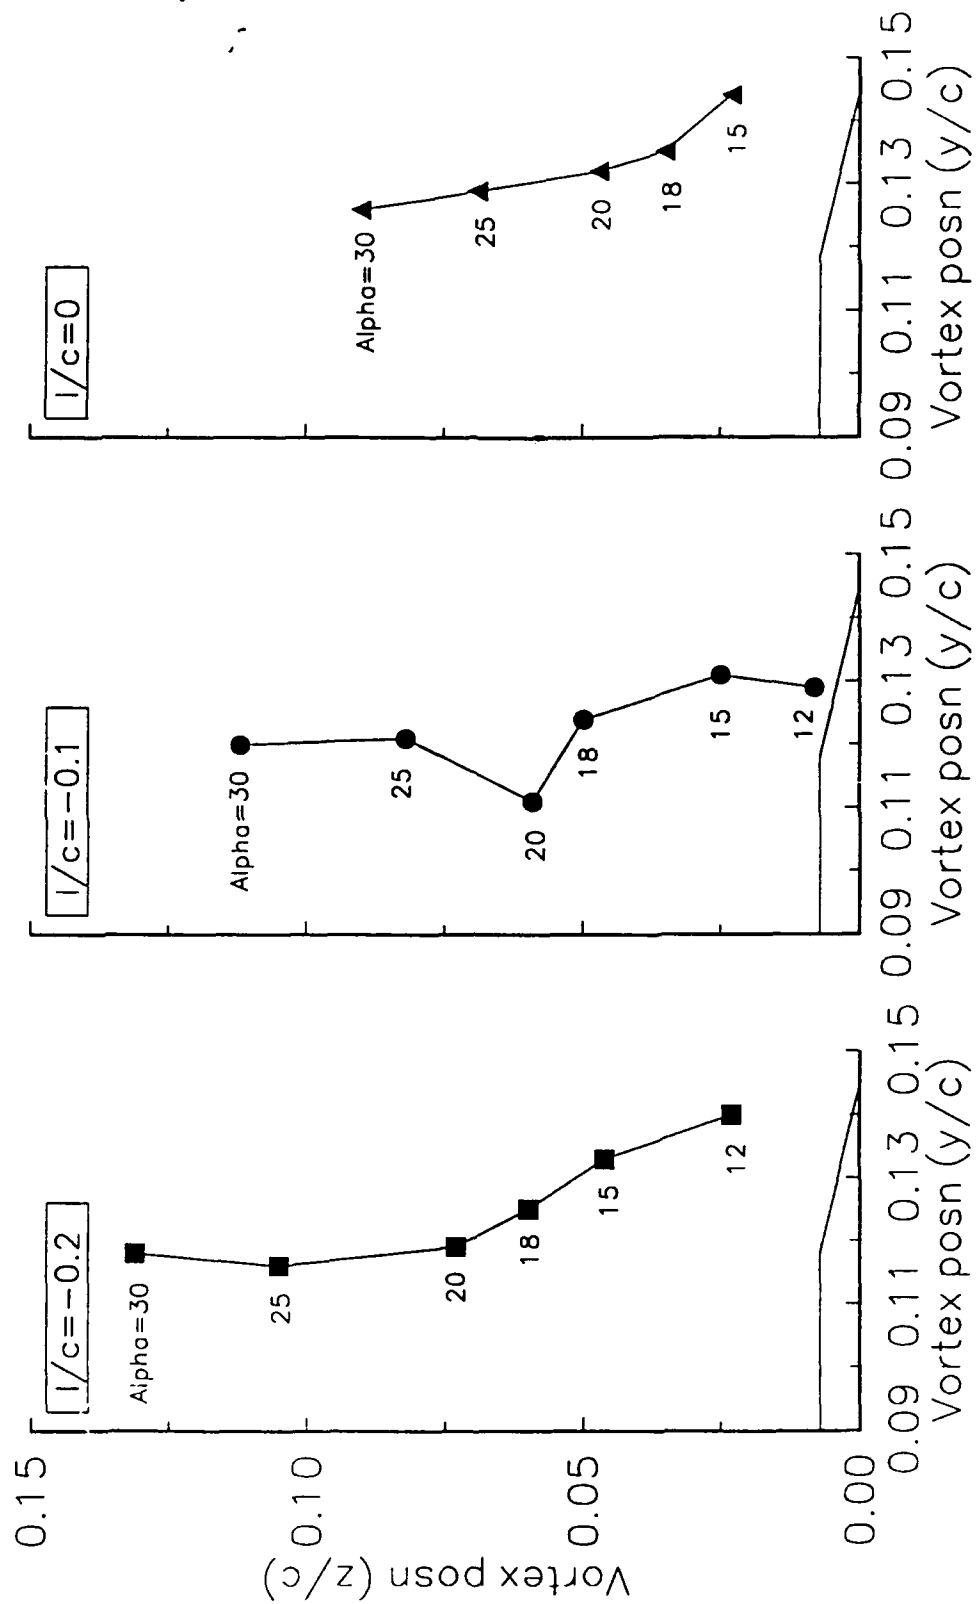 l/c=-0.2
l/c=-0.1
l/c=0
Vortex posn (z/c)
0.15
0.10
0.05
0.00
Alpha=30
25
20
18
15
12
0.09 0.11 0.13 0.15
Vortex posn (y/c)
Alpha=30
25
20
18
15
12
0.09 0.11 0.13 0.15
Vortex posn (y/c)
Alpha=30
25
20
18
15
0.09 0.11 0.13 0.15
Vortex posn (y/c)